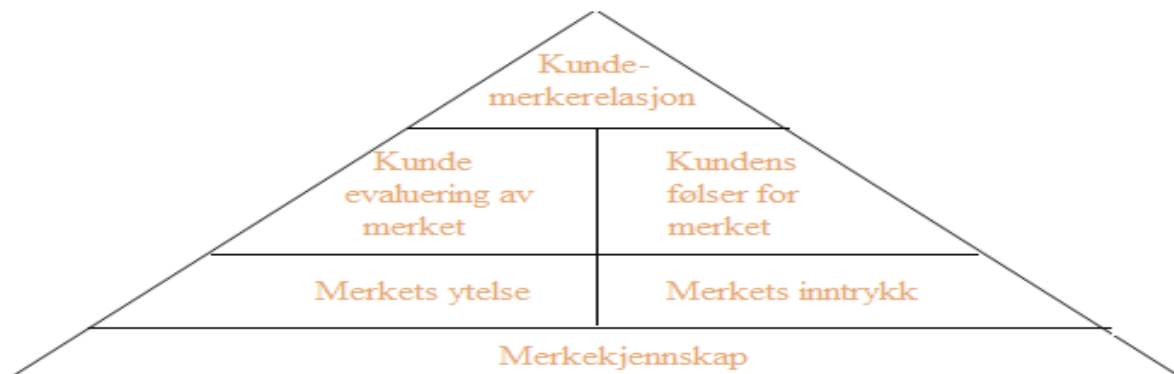 Kunde-
merkerelasjon
Kunde
evaluering av
merket
Kundens
følser for
merket
Merkets ytelse
Merkets inntrykk
Merkekjennskap